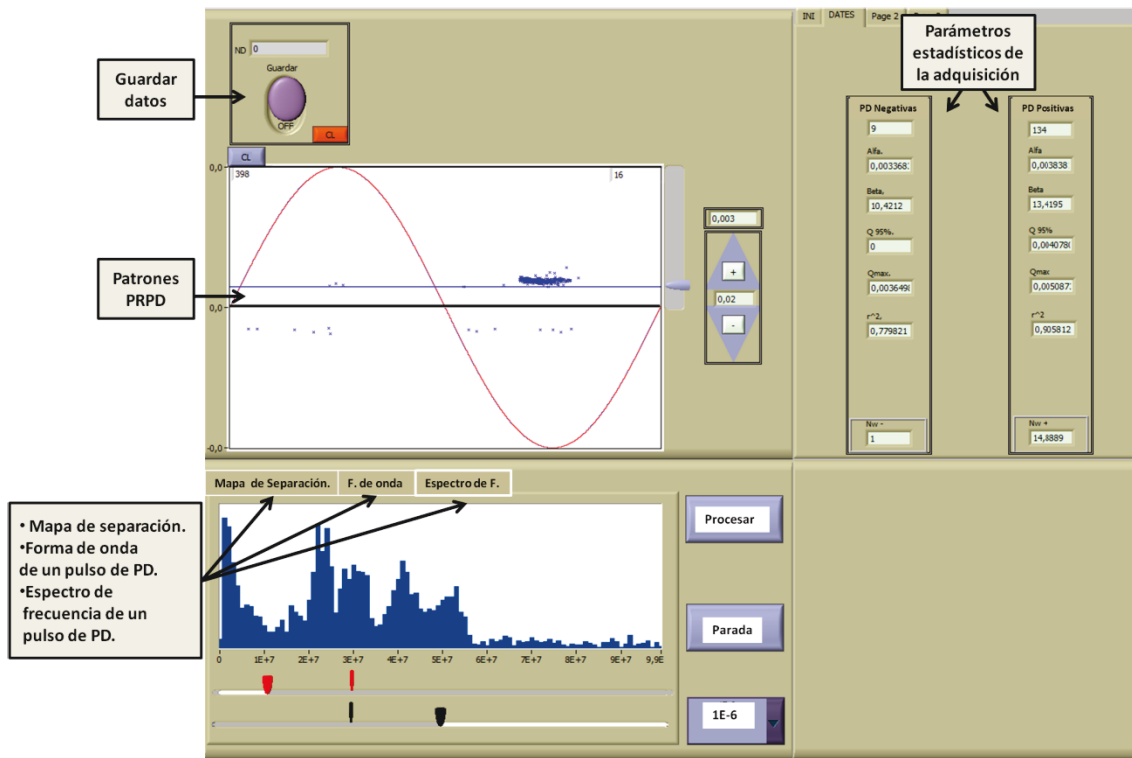 Guardar
datos
ND 0
Guardar
OFF
CL
CL
INI DATES Page 2
Parámetros
estadísticos de
la adquisición
0,0
398 16
0,0
-0,0
Patrones
PRPD
0,003
+
0,02
-
PD Negativas
9
Alfa.
0,003368
Beta.
10,4212
Q 95%.
0
Qmax.
0,0036498
r^2.
0,779821
Nw -
1
PD Positivas
134
Alfa
0,003838
Beta
13,4195
Q 95%
0,0040780
Qmax
0,005087
r^2
0,905812
Nw +
14,8889
Mapa de Separación. F. de onda Espectro de F.
• Mapa de separación.
•Forma de onda
de un pulso de PD.
•Espectro de
frecuencia de un
pulso de PD.
0 1E+7 2E+7 3E+7 4E+7 5E+7 6E+7 7E+7 8E+7 9E+7 9,9E
Procesar
Parada
1E-6